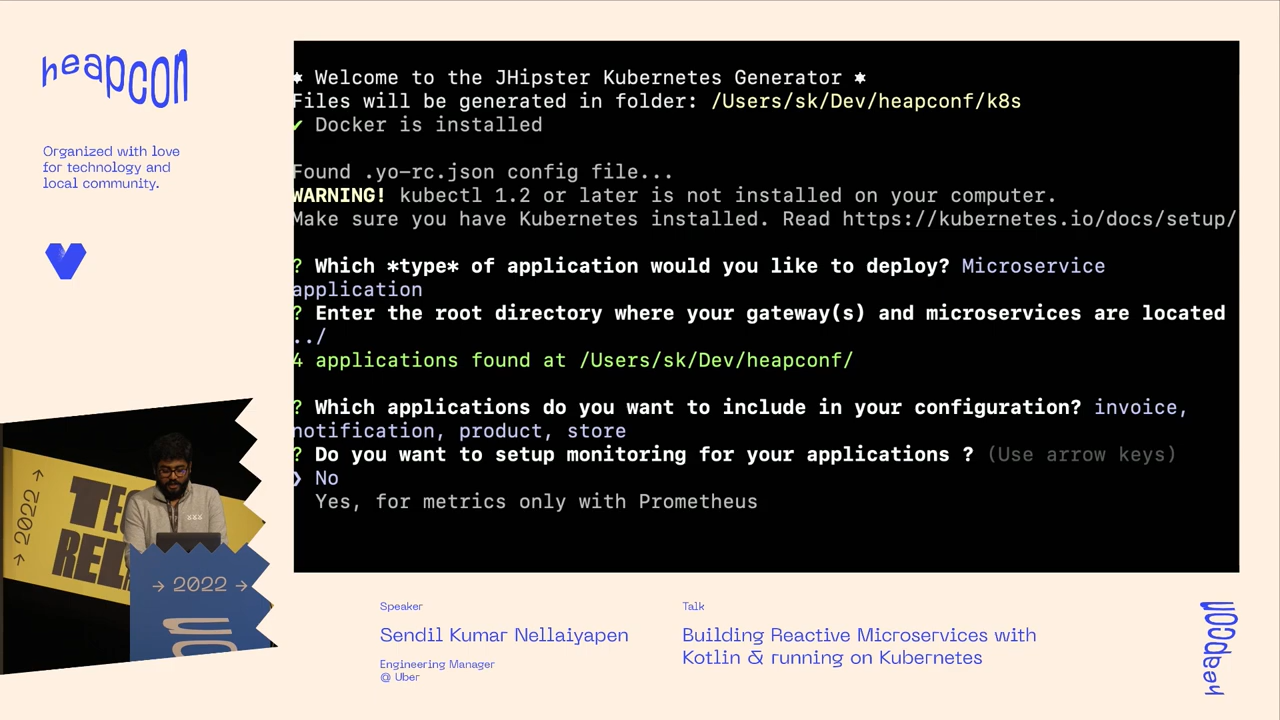 heapcon
Organized with love
for technology and
local community.
✶ Welcome to the JHipster Kubernetes Generator ✶
Files will be generated in folder: /Users/sk/Dev/heapconf/k8s
✔ Docker is installed
Found .yo-rc.json config file...
WARNING! kubectl 1.2 or later is not installed on your computer.
Make sure you have Kubernetes installed. Read https://kubernetes.io/docs/setup/
? Which *type* of application would you like to deploy? Microservice
application
? Enter the root directory where your gateway(s) and microservices are located
../
4 applications found at /Users/sk/Dev/heapconf/
? Which applications do you want to include in your configuration? invoice,
notification, product, store
? Do you want to setup monitoring for your applications ? (Use arrow keys)
❯ No
Yes, for metrics only with Prometheus
→ 2022 →
→ 2022 →
Speaker
Sendil Kumar Nellaiyapen
Engineering Manager
@ Uber
Talk
Building Reactive Microservices with
Kotlin & running on Kubernetes
heapcon